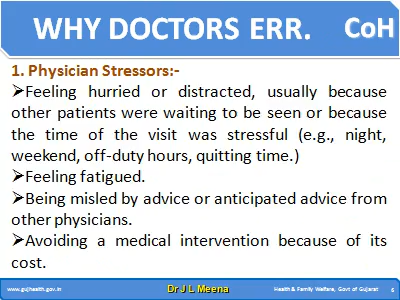 WHY DOCTORS ERR.
CoH
1. Physician Stressors:-
➢Feeling hurried or distracted, usually because
other patients were waiting to be seen or because
the time of the visit was stressful (e.g., night,
weekend, off-duty hours, quitting time.)
➢Feeling fatigued.
➢Being misled by advice or anticipated advice from
other physicians.
➢Avoiding a medical intervention because of its
cost.
www.gujhealth.gov.in
Dr J L Meena
Health & Family Welfare, Govt of Gujarat